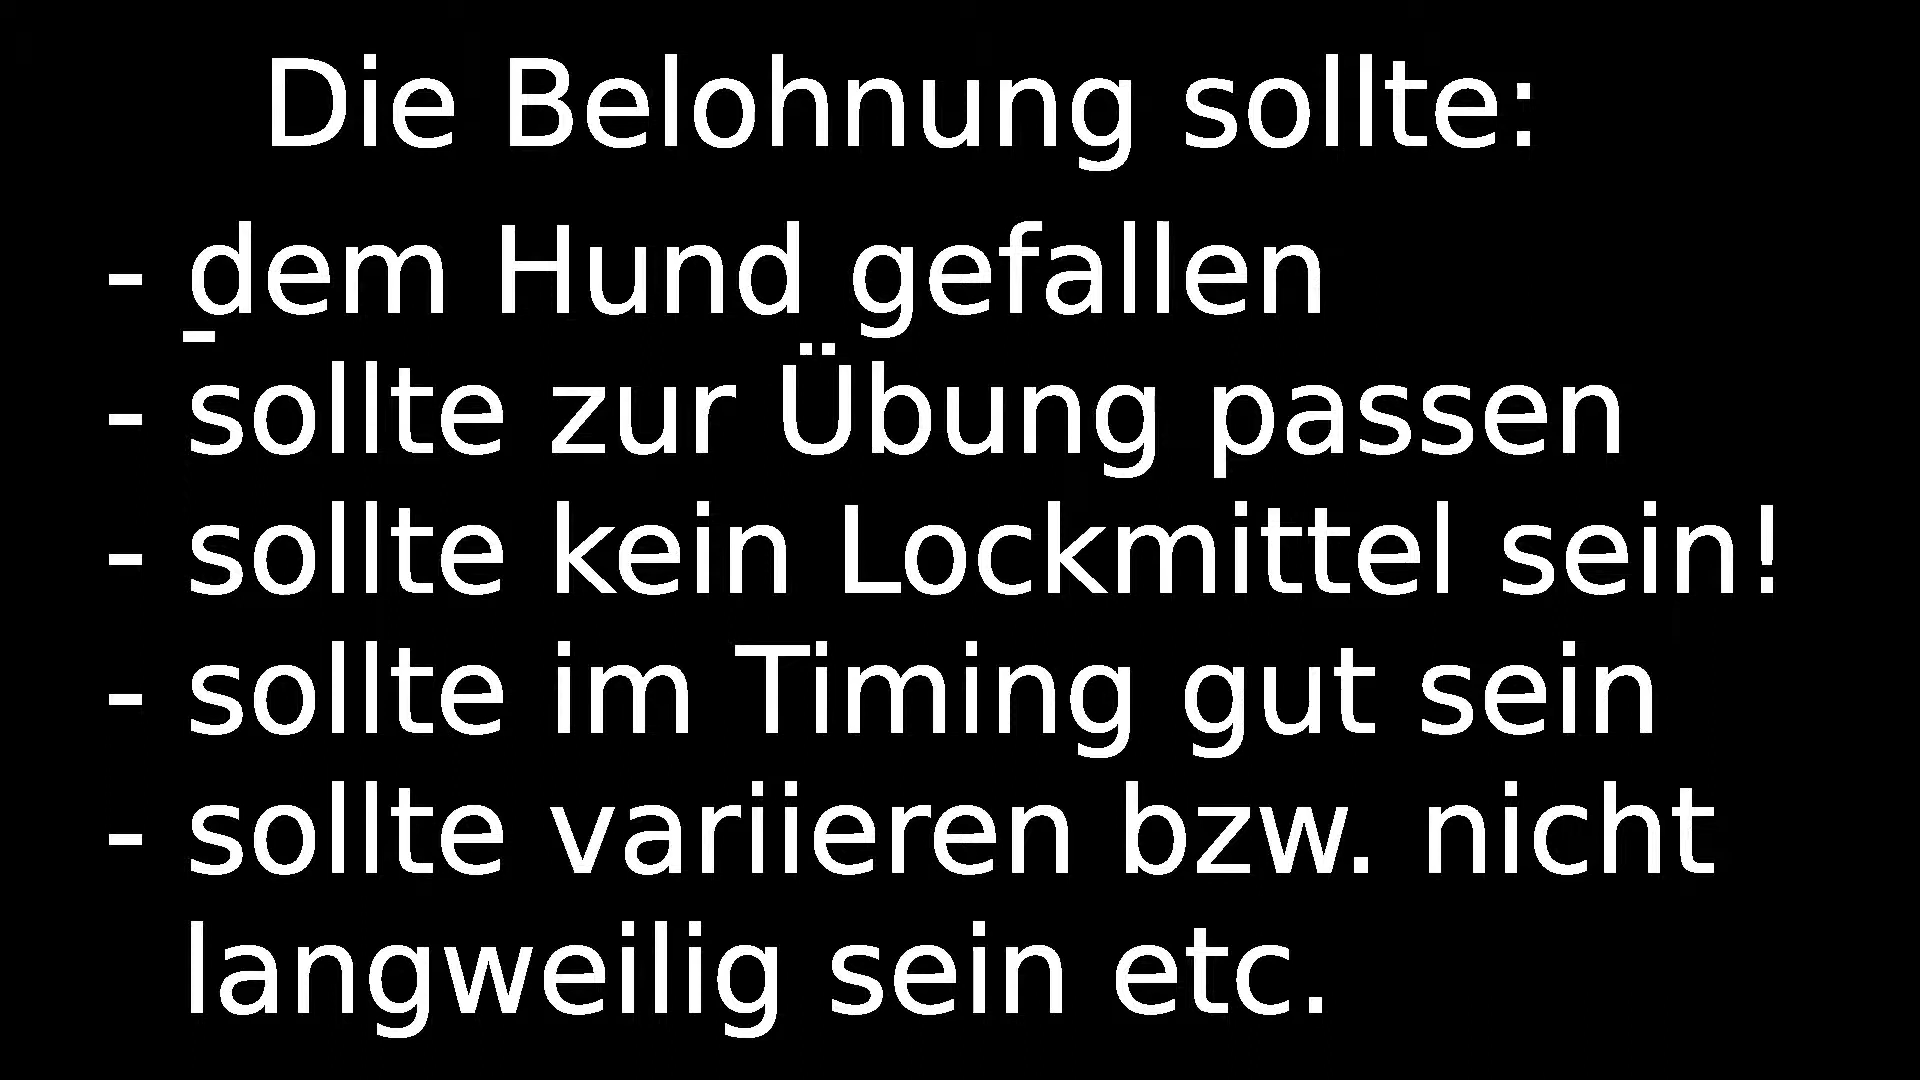 Die Belohnung sollte:
- dem Hund gefallen
-
- sollte zur Übung passen
- sollte kein Lockmittel sein!
- sollte im Timing gut sein
- sollte variieren bzw. nicht
langweilig sein etc.